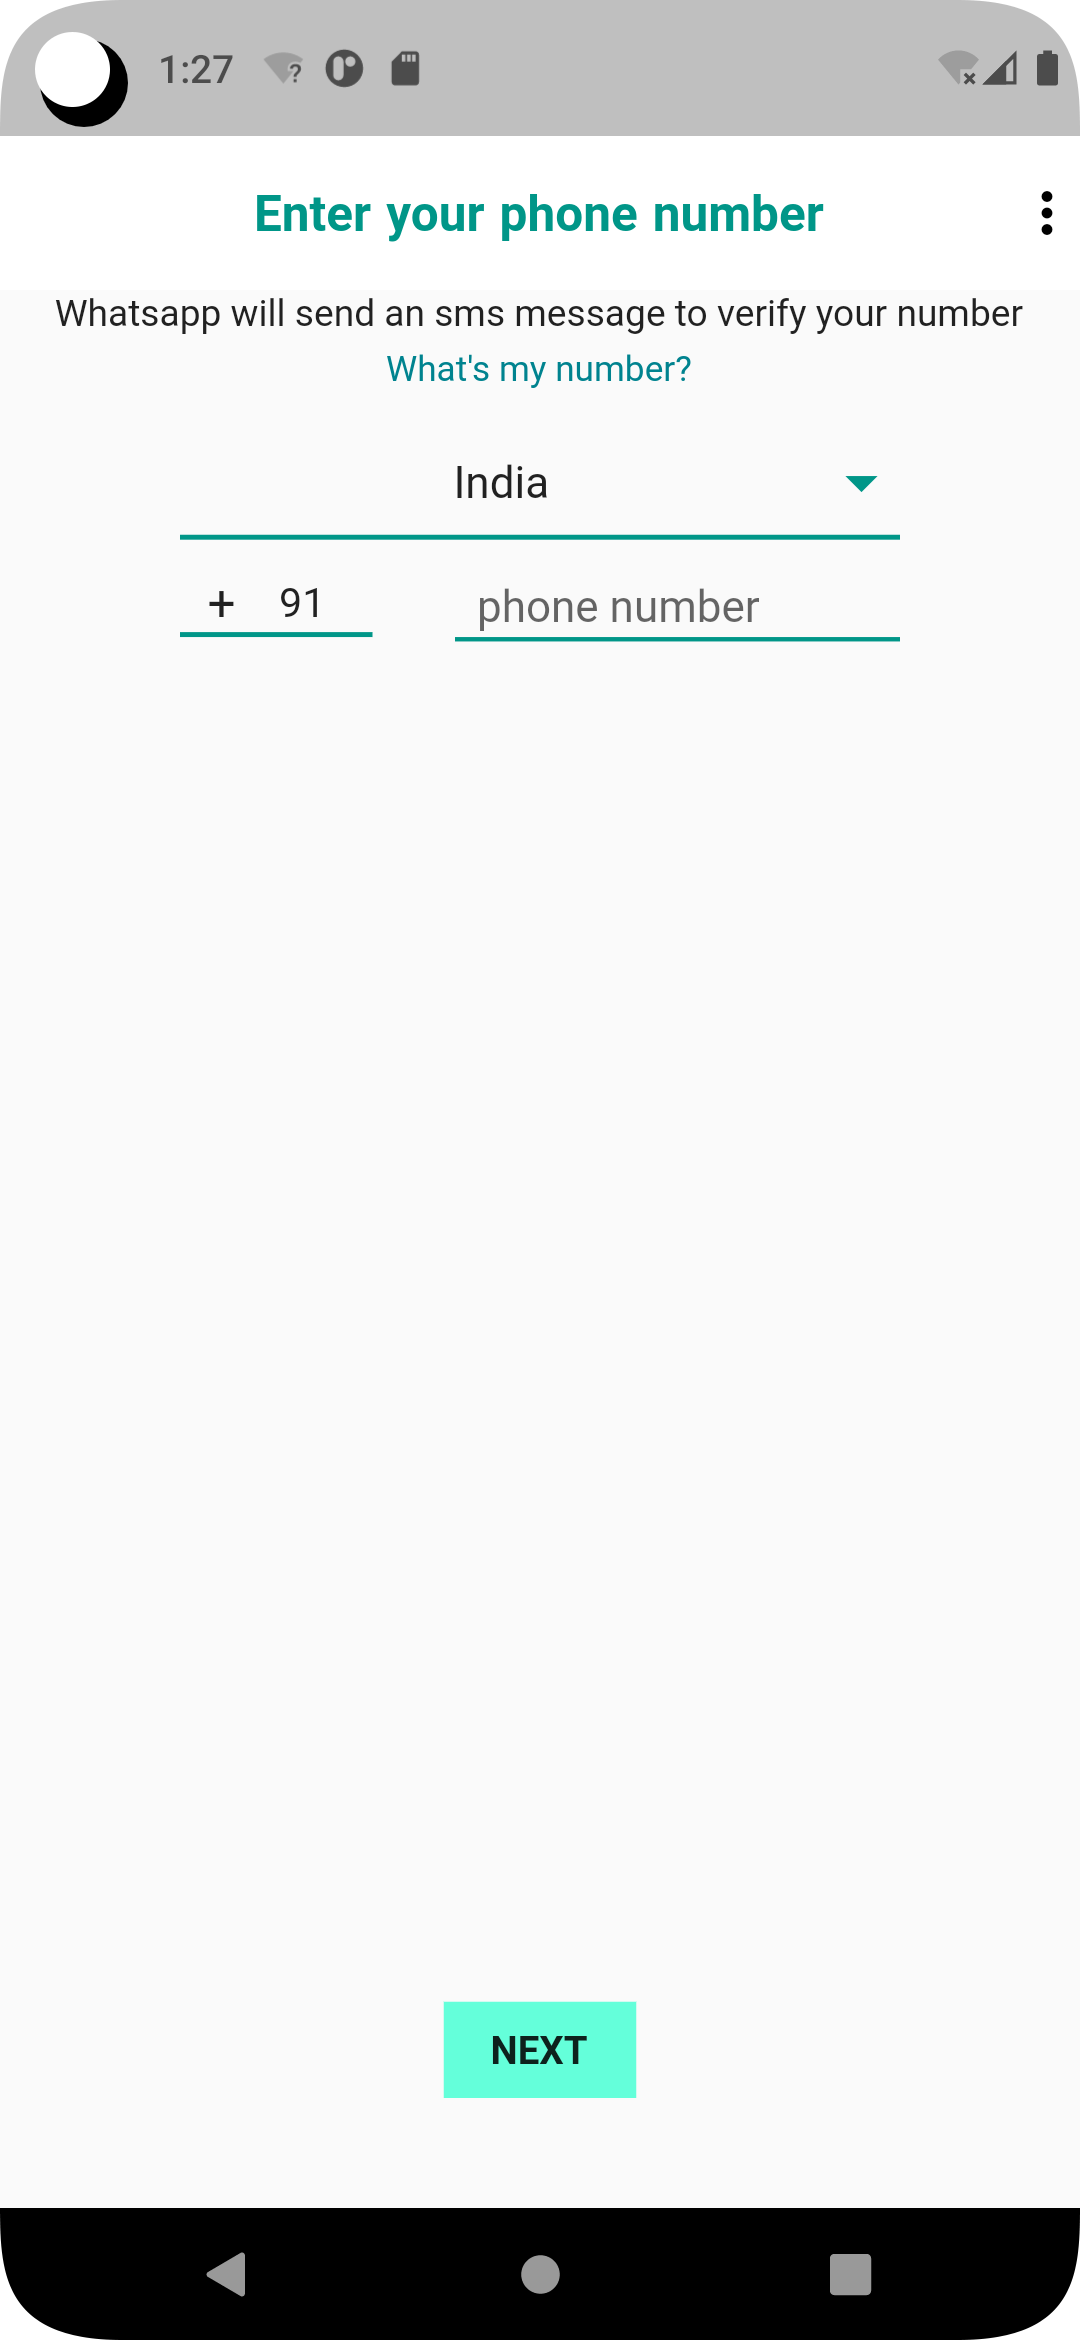 1:27
Enter your phone number
Whatsapp will send an sms message to verify your number
What's my number?
India
+ 91 phone number
NEXT